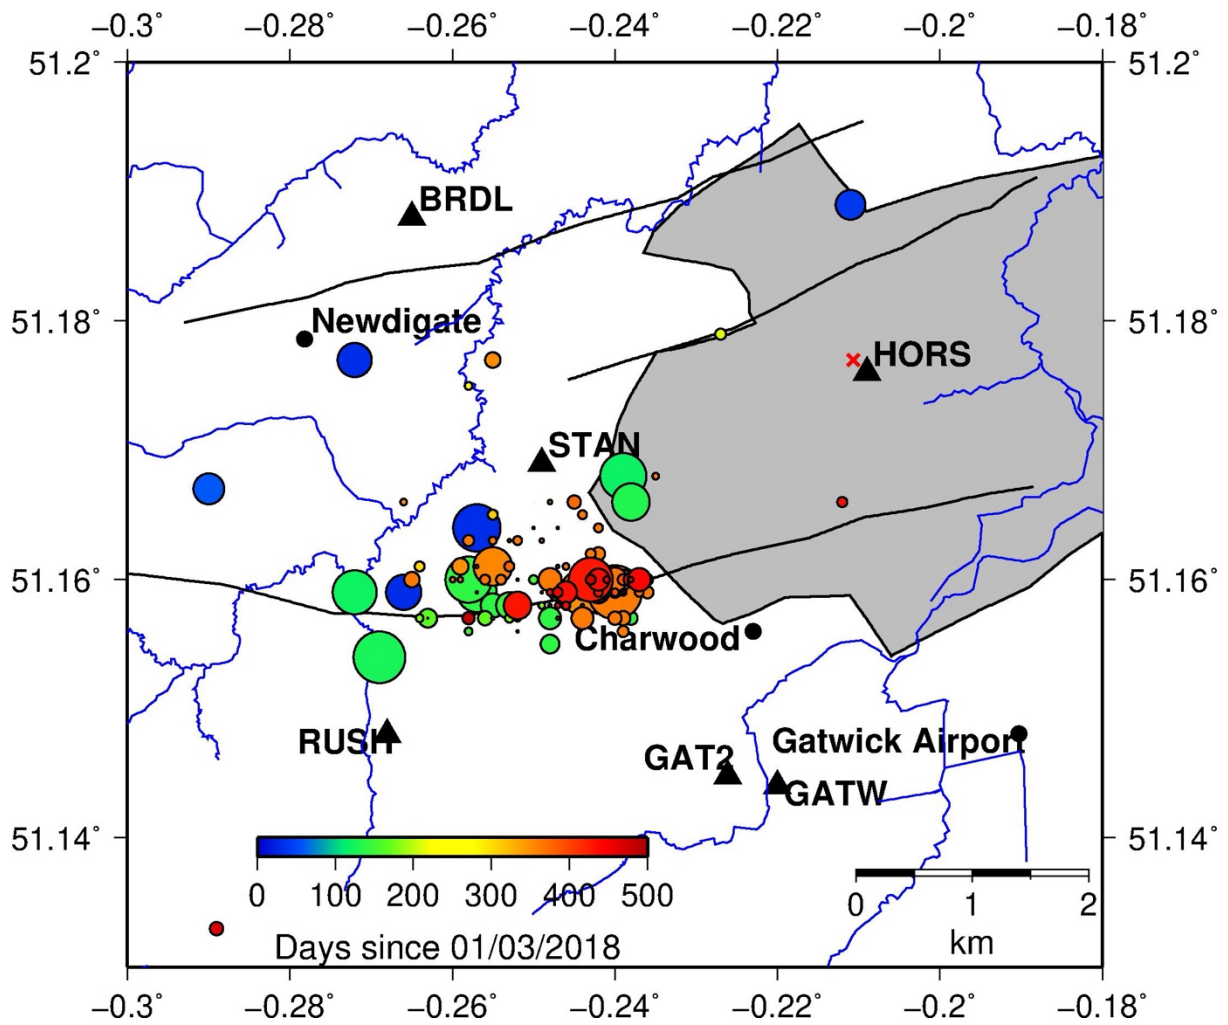 −0.3 −0.28° −0.26° −0.24° −0.22° −0.2° −0.18
51.2° 51.2°
BRDL
51.18° Newdigate 51.18°
HORS
STAN
51.16° 51.16°
Charwood
RUSH GAT2 Gatwick Airport
GATW
51.14° 51.14°
0 100 200 300 400 500
0 1 2
Days since 01/03/2018 km
−0.3 −0.28° −0.26° −0.24° −0.22° −0.2° −0.18